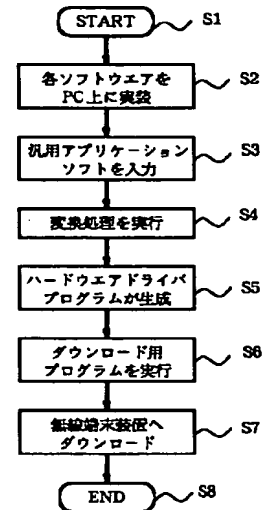 START
S1
各ソフトウエアを
PC上に実装
S2
汎用アプリケーション
ソフトを入力
S3
変換処理を実行
S4
ハードウエアドライバ
プログラムが生成
S5
ダウンロード用
プログラムを実行
S6
無線端末装置へ
ダウンロード
S7
END
S8